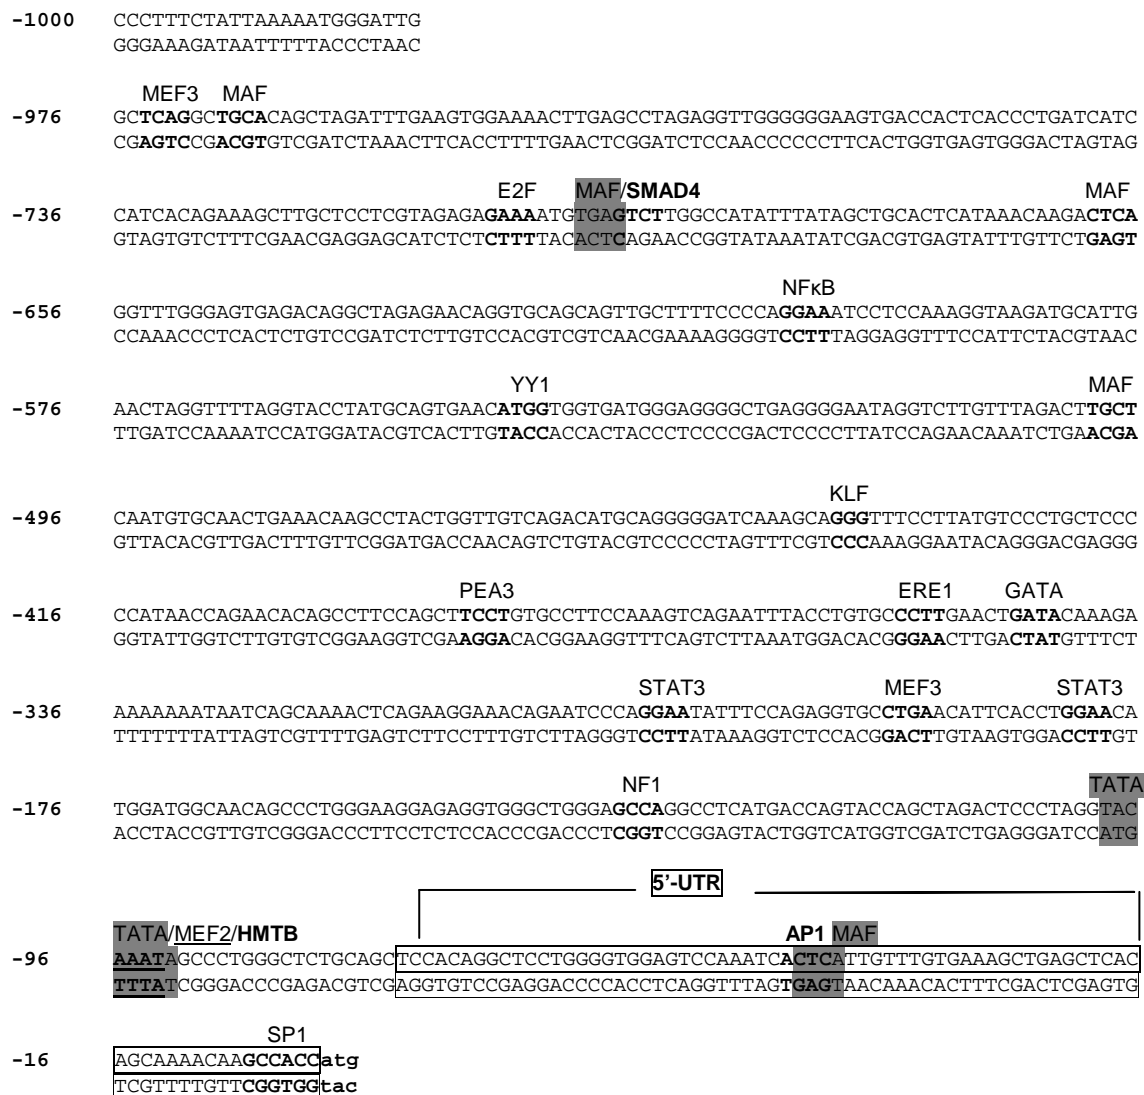 -1000 CCCTTTCTATTAAAAATGGGATTG
GGGAAAGATAATTTTTACCCTAAC
MEF3 MAF
-976 GCTCAGGCTGCACAGCTAGATTTGAAGTGGAAAACTTGAGCCTAGAGGTTGGGGGGAAGTGACCACTCACCCTGATCATC
CGAGTCCGACGTGTCGATCTAAACTTCACCTTTTGAACTCGGATCTCCAACCCCCCTTCACTGGTGAGTGGGACTAGTAG
E2F MAF/SMAD4 MAF
-736 CATCACAGAAAGCTTGCTCCTCGTAGAGAGAAAATGTGAGTCTTGGCCATATTTATAGCTGCACTCATAAACAAGACTCA
GTAGTGTCTTTCGAACGAGGAGCATCTCTCTTTTACACTCAGAACCGGTATAAATATCGACGTGAGTATTTGTTCTGAGT
NFκB
-656 GGTTTGGGAGTGAGACAGGCTAGAGAACAGGTGCAGCAGTTGCTTTTCCCCAGGAAATCCTCCAAAGGTAAGATGCATTG
CCAAACCCTCACTCTGTCCGATCTCTTGTCCACGTCGTCAACGAAAAGGGGTCCTTTAGGAGGTTTCCATTCTACGTAAC
YY1 MAF
-576 AACTAGGTTTTAGGTACCTATGCAGTGAACATGGTGGTGATGGGAGGGGCTGAGGGGAATAGGTCTTGTTTAGACTTGCT
TTGATCCAAAATCCATGGATACGTCACTTGTACCACCACTACCCTCCCCGACTCCCCTTATCCAGAACAAATCTGAACGA
KLF
-496 CAATGTGCAACTGAAACAAGCCTACTGGTTGTCAGACATGCAGGGGGATCAAAGCAGGGTTTCCTTATGTCCCTGCTCCC
GTTACACGTTGACTTTGTTCGGATGACCAACAGTCTGTACGTCCCCCTAGTTTCGTCCCAAAGGAATACAGGGACGAGGG
PEA3 ERE1 GATA
-416 CCATAACCAGAACACAGCCTTCCAGCTTCCTGTGCCTTCCAAAGTCAGAATTTACCTGTGCCCTTGAACTGATACAAAGA
GGTATTGGTCTTGTGTCGGAAGGTCGAAGGACACGGAAGGTTTCAGTCTTAAATGGACACGGGAACTTGACTATGTTTCT
STAT3 MEF3 STAT3
-336 AAAAAAATAATCAGCAAAACTCAGAAGGAAACAGAATCCCAGGAATATTTCCAGAGGTGCCTGAACATTCACCTGGAACA
TTTTTTTATTAGTCGTTTTGAGTCTTCCTTTGTCTTAGGGTCCTTATAAAGGTCTCCACGGACTTGTAAGTGGACCTTGT
NF1 TATA
-176 TGGATGGCAACAGCCCTGGGAAGGAGAGGTGGGCTGGGAGCCAGGCCTCATGACCAGTACCAGCTAGACTCCCTAGGTAC
ACCTACCGTTGTCGGGACCCTTCCTCTCCACCCGACCCTCGGTCCGGAGTACTGGTCATGGTCGATCTGAGGGATCCATG
5'-UTR
TATA/MEF2/HMTB AP1 MAF
-96 AAATAGCCCTGGGCTCTGCAGCTCCACAGGCTCCTGGGGTGGAGTCCAAATCACTCATTGTTTGTGAAAGCTGAGCTCAC
TTTATCGGGACCCGAGACGTCGAGGTGTCCGAGGACCCCACCTCAGGTTTAGTGAGTAACAAACACTTTCGACTCGAGTG
SP1
-16 AGCAAAACAAGCCACCatg
TCGTTTTGTTCGGTGGtac